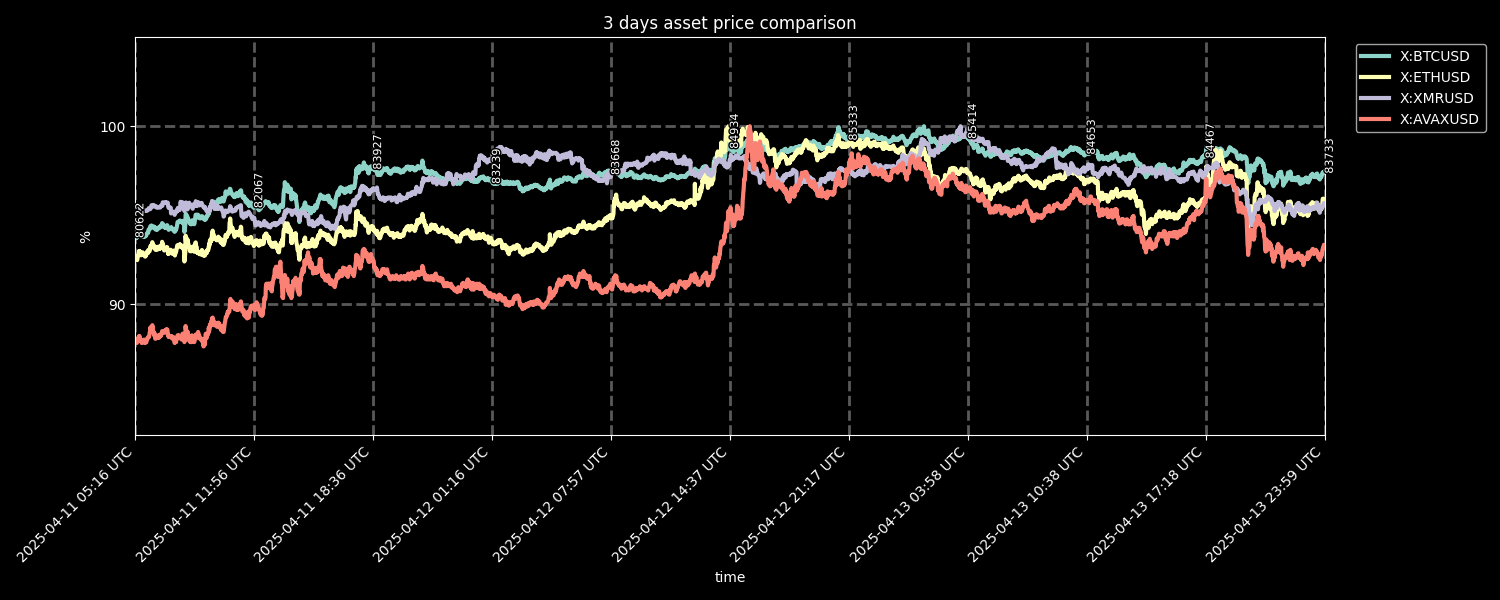 3 days asset price comparison
X:BTCUSD
X:ETHUSD
X:XMRUSD
X:AVAXUSD
100
90
%
80622
82067
83927
83239
83668
84934
85333
85414
84653
84467
83733
2025-04-11 05:16 UTC
2025-04-11 11:56 UTC
2025-04-11 18:36 UTC
2025-04-12 01:16 UTC
2025-04-12 07:57 UTC
2025-04-12 14:37 UTC
2025-04-12 21:17 UTC
2025-04-13 03:58 UTC
2025-04-13 10:38 UTC
2025-04-13 17:18 UTC
2025-04-13 23:59 UTC
time